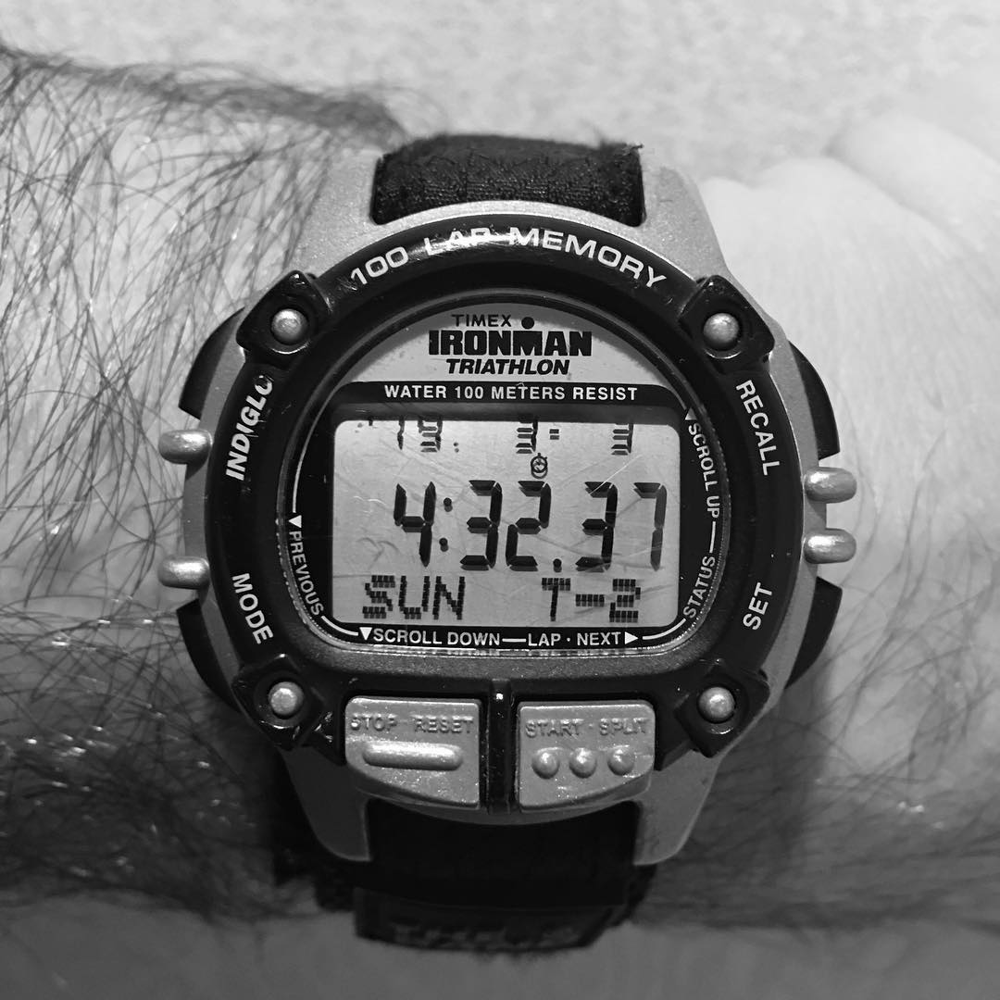 100 LAP MEMORY
TIMEX
IRONMAN
TRIATHLON
WATER 100 METERS RESIST
INDIGLO
RECALL
▼SCROLL UP
3- 3
4:32.37
▼PREVIOUS
STATUS
SUN T-2
MODE
SET
▼SCROLL DOWN—LAP · NEXT▶
STOP · RESET
START · SPLIT